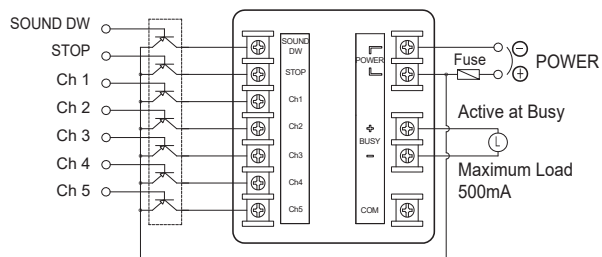 SOUND DW
STOP
Ch 1
Ch 2
Ch 3
Ch 4
Ch 5
SOUND
DW
STOP
Ch1
Ch2
Ch3
Ch4
Ch5
POWER
+
BUSY
−
COM
Fuse
− + POWER
Active at Busy
L
Maximum Load
500mA